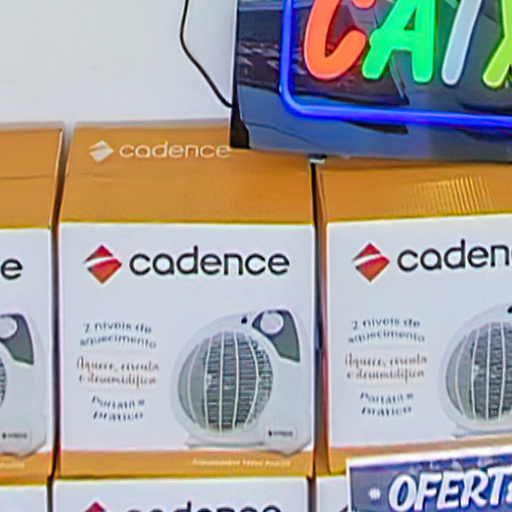 CAIX
cadence
e
cadence
caden
2 níveis de
aquecimento
Aquece, circula
e desumidifica
Portátil e
prático
2 níveis de
aquecimento
Aquece, circula
e desumidifica
Portátil e
prático
OFERT
cadence